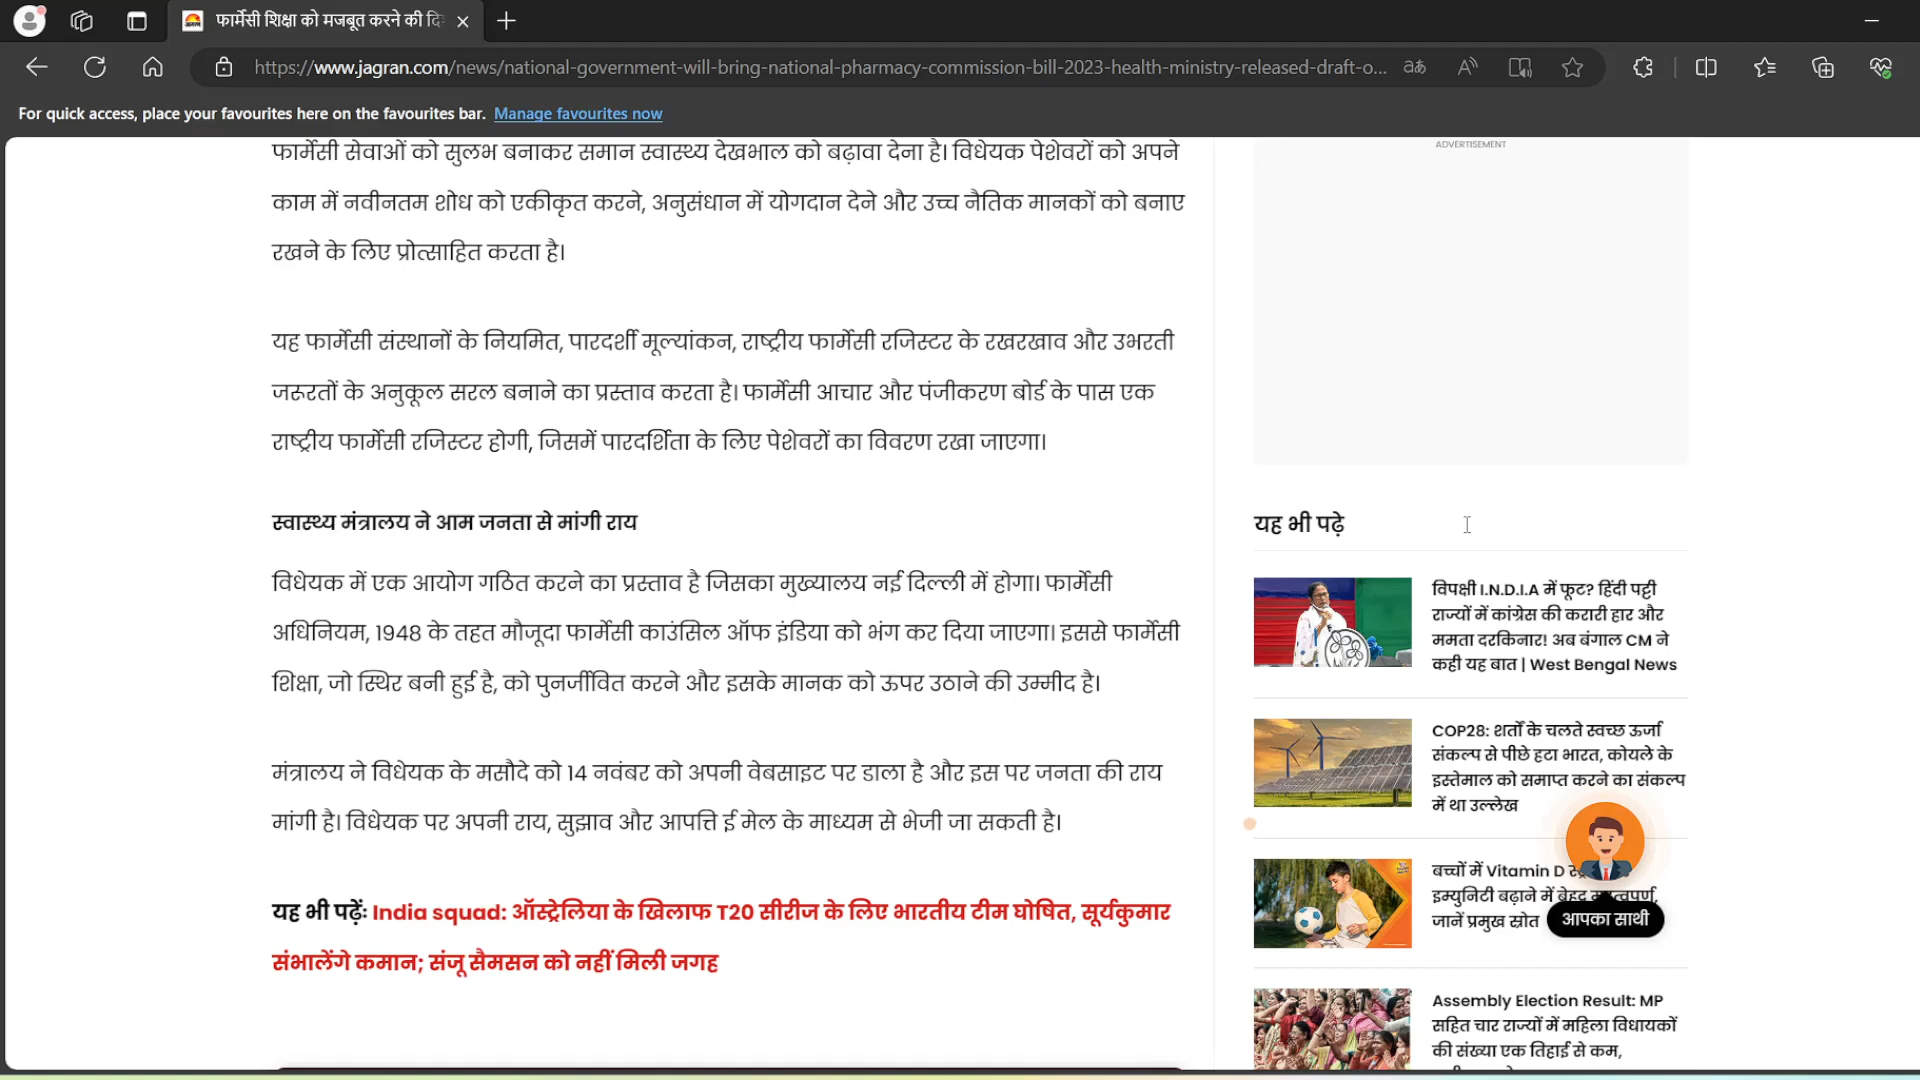 फार्मेसी शिक्षा को मजबूत करने की दि
https://www.jagran.com/news/national-government-will-bring-national-pharmacy-commission-bill-2023-health-ministry-released-draft-o...
For quick access, place your favourites here on the favourites bar. Manage favourites now
फार्मेसी सेवाओं को सुलभ बनाकर समान स्वास्थ्य देखभाल को बढ़ावा देना है। विधेयक पेशेवरों को अपने
काम में नवीनतम शोध को एकीकृत करने, अनुसंधान में योगदान देने और उच्च नैतिक मानकों को बनाए
रखने के लिए प्रोत्साहित करता है।
यह फार्मेसी संस्थानों के नियमित, पारदर्शी मूल्यांकन, राष्ट्रीय फार्मेसी रजिस्टर के रखरखाव और उभरती
जरूरतों के अनुकूल सरल बनाने का प्रस्ताव करता है। फार्मेसी आचार और पंजीकरण बोर्ड के पास एक
राष्ट्रीय फार्मेसी रजिस्टर होगी, जिसमें पारदर्शिता के लिए पेशेवरों का विवरण रखा जाएगा।
स्वास्थ्य मंत्रालय ने आम जनता से मांगी राय
विधेयक में एक आयोग गठित करने का प्रस्ताव है जिसका मुख्यालय नई दिल्ली में होगा। फार्मेसी
अधिनियम, 1948 के तहत मौजूदा फार्मेसी काउंसिल ऑफ इंडिया को भंग कर दिया जाएगा। इससे फार्मेसी
शिक्षा, जो स्थिर बनी हुई है, को पुनर्जीवित करने और इसके मानक को ऊपर उठाने की उम्मीद है।
मंत्रालय ने विधेयक के मसौदे को 14 नवंबर को अपनी वेबसाइट पर डाला है और इस पर जनता की राय
मांगी है। विधेयक पर अपनी राय, सुझाव और आपत्ति ई मेल के माध्यम से भेजी जा सकती है।
यह भी पढ़ें: India squad: ऑस्ट्रेलिया के खिलाफ T20 सीरीज के लिए भारतीय टीम घोषित, सूर्यकुमार
संभालेंगे कमान; संजू सैमसन को नहीं मिली जगह
ADVERTISEMENT
यह भी पढ़े
विपक्षी I.N.D.I.A में फूट? हिंदी पट्टी
राज्यों में कांग्रेस की करारी हार और
ममता दरकिनार! अब बंगाल CM ने
कही यह बात | West Bengal News
COP28: शर्तों के चलते स्वच्छ ऊर्जा
संकल्प से पीछे हटा भारत, कोयले के
इस्तेमाल को समाप्त करने का संकल्प
में था उल्लेख
बच्चों में Vitamin D
इम्युनिटी बढ़ाने में बेहद
जानें प्रमुख स्रोत
आपका साथी
Assembly Election Result: MP
सहित चार राज्यों में महिला विधायकों
की संख्या एक तिहाई से कम,